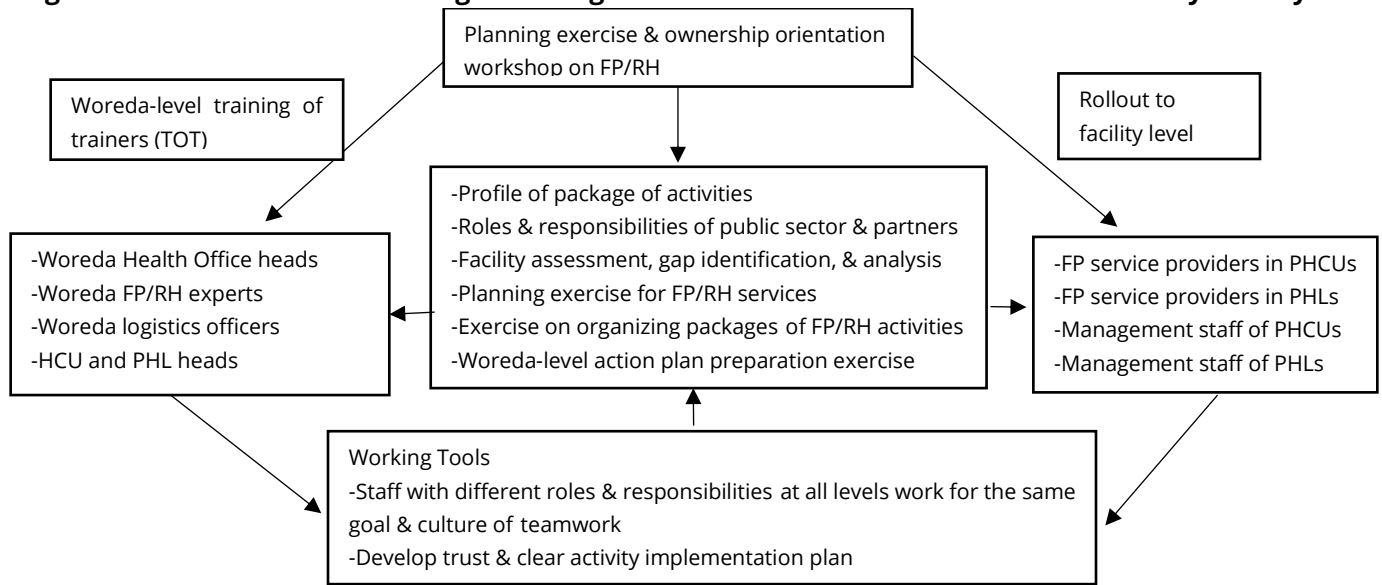 Planning exercise & ownership orientation
workshop on FP/RH
Woreda-level training of
trainers (TOT)
Rollout to
facility level
-Profile of package of activities
-Roles & responsibilities of public sector & partners
-Facility assessment, gap identification, & analysis
-Planning exercise for FP/RH services
-Exercise on organizing packages of FP/RH activities
-Woreda-level action plan preparation exercise
-Woreda Health Office heads
-Woreda FP/RH experts
-Woreda logistics officers
-HCU and PHL heads
-FP service providers in PHCUs
-FP service providers in PHLs
-Management staff of PHCUs
-Management staff of PHLs
Working Tools
-Staff with different roles & responsibilities at all levels work for the same
goal & culture of teamwork
-Develop trust & clear activity implementation plan